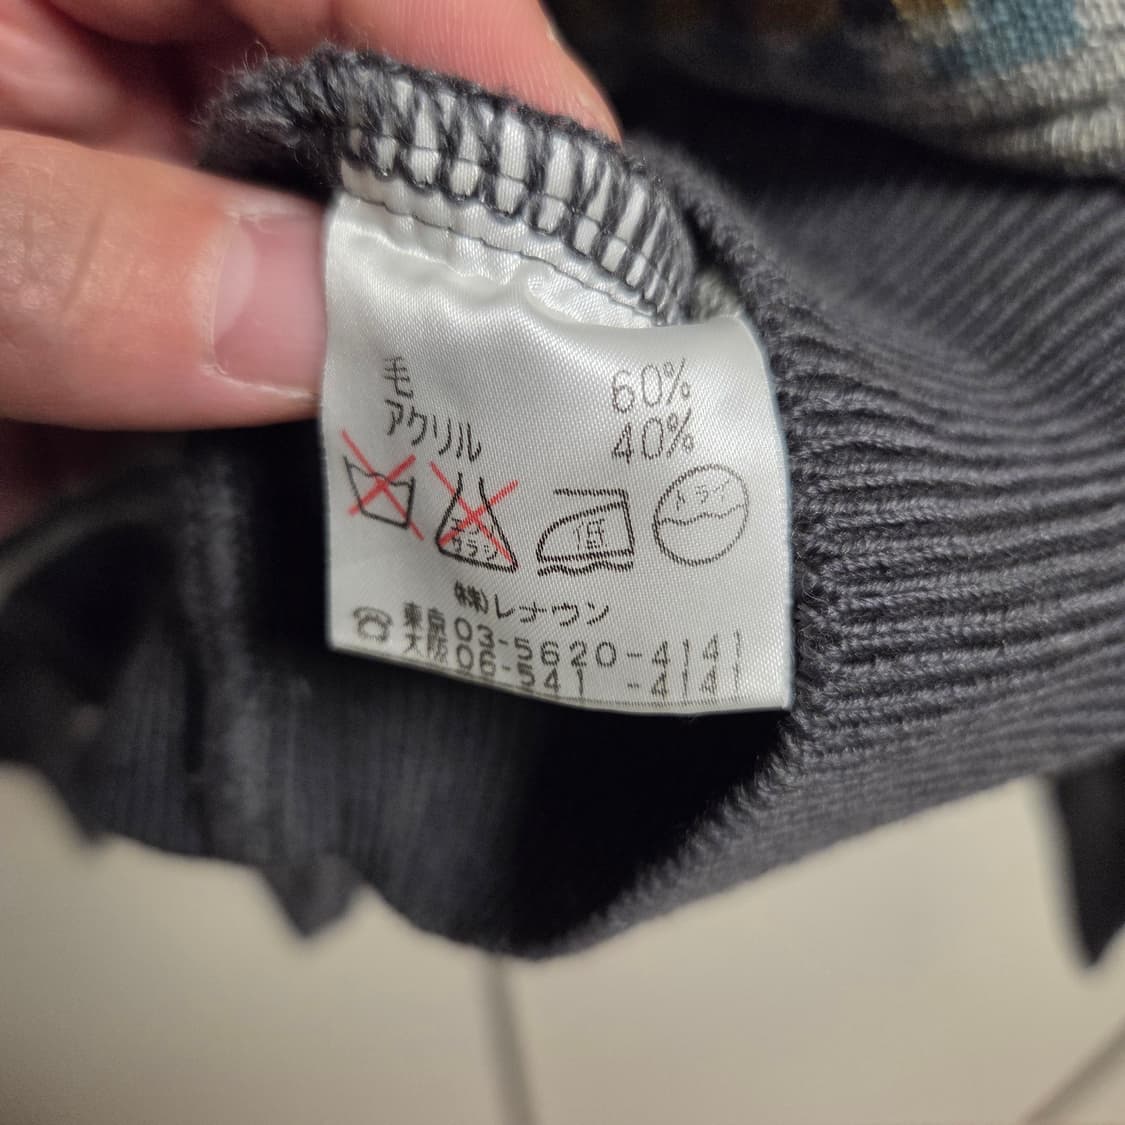 毛 60%
アクリル 40%
エンソ サラシ 中 ドライ
㈱レナウン
☎ 東京 03-5620-4141
大阪 06-541 -4141